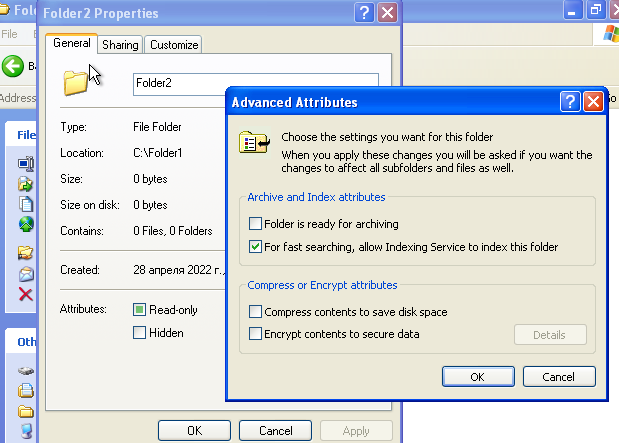 Fol
Folder2 Properties
File
General
Sharing
Customize
Ba
Address
Folder2
Go
Advanced Attributes
Choose the settings you want for this folder
When you apply these changes you will be asked if you want the
changes to affect all subfolders and files as well.
File
Type: File Folder
Location: C:\Folder1
Size: 0 bytes
Size on disk: 0 bytes
Contains: 0 Files, 0 Folders
Created: 28 апреля 2022 г.,
Attributes: Read-only
Hidden
Archive and Index attributes
Folder is ready for archiving
For fast searching, allow Indexing Service to index this folder
Compress or Encrypt attributes
Compress contents to save disk space
Encrypt contents to secure data
Details
OK
Cancel
Oth
OK
Cancel
Apply